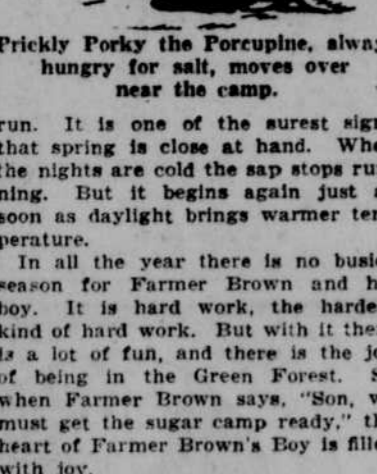 Prickly Porky the Porcupine, alwa
hungry for salt, moves over
near the camp.
run. It is one of the surest sig
that spring is close at hand. Whe
the nights are cold the sap stops ru
ning. But it begins again just a
soon as daylight brings warmer tem
perature.
In all the year there is no busi
season for Farmer Brown and h
boy. It is hard work, the harde
kind of hard work. But with it the
is a lot of fun, and there is the jo
of being in the Green Forest. S
when Farmer Brown says, "Son, w
must get the sugar camp ready," th
heart of Farmer Brown's Boy is fille
with joy.